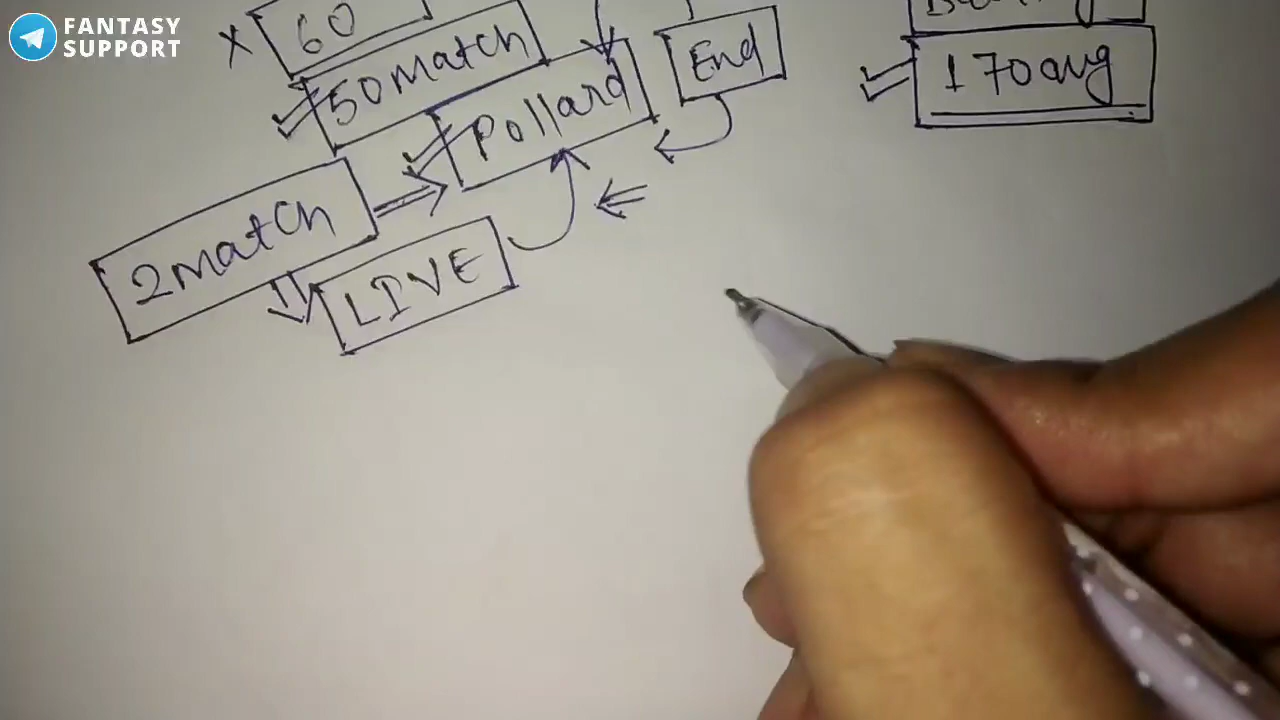 FANTASY
SUPPORT
× 60
50match
Pollard
End
170avg
2match
LIVE